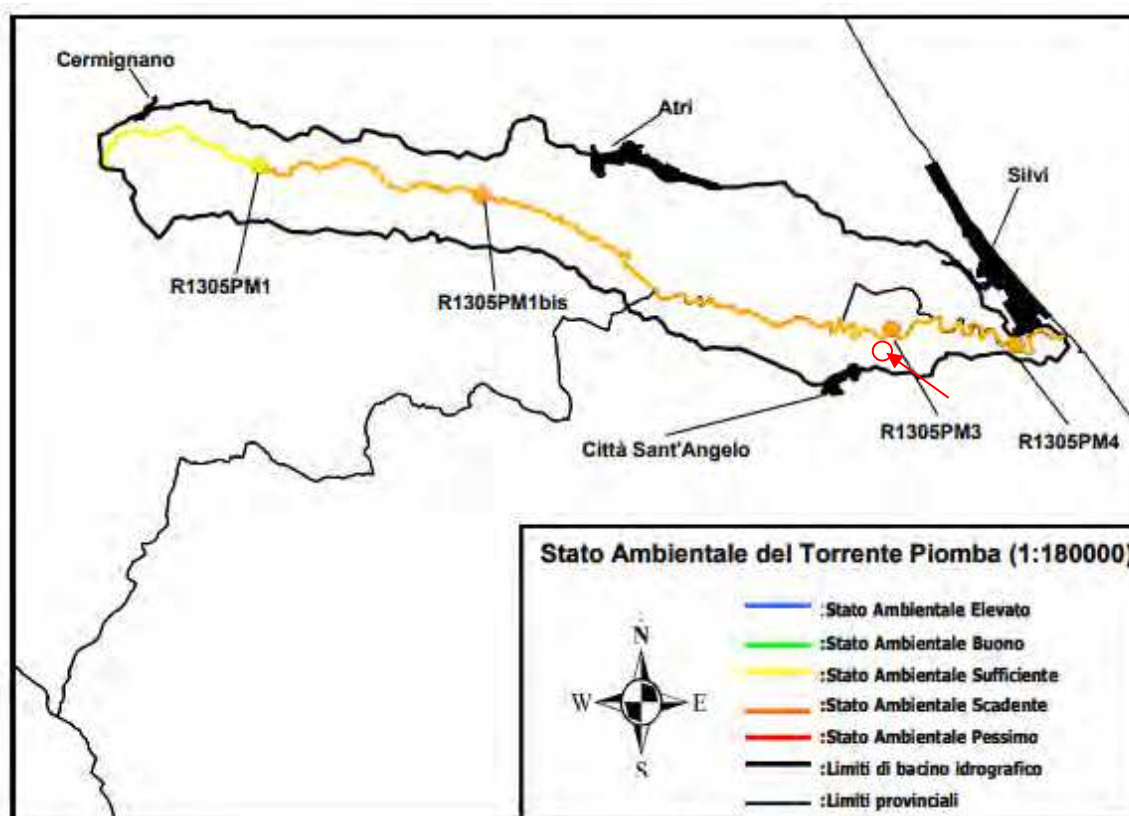 Cermignano
Atri
Silvi
R1305PM1
R1305PM1bis
Città Sant'Angelo
R1305PM3
R1305PM4
Stato Ambientale del Torrente Piomba (1:180000)
:Stato Ambientale Elevato
:Stato Ambientale Buono
:Stato Ambientale Sufficiente
:Stato Ambientale Scadente
:Stato Ambientale Pessimo
:Limiti di bacino idrografico
:Limiti provinciali
N
W
E
S